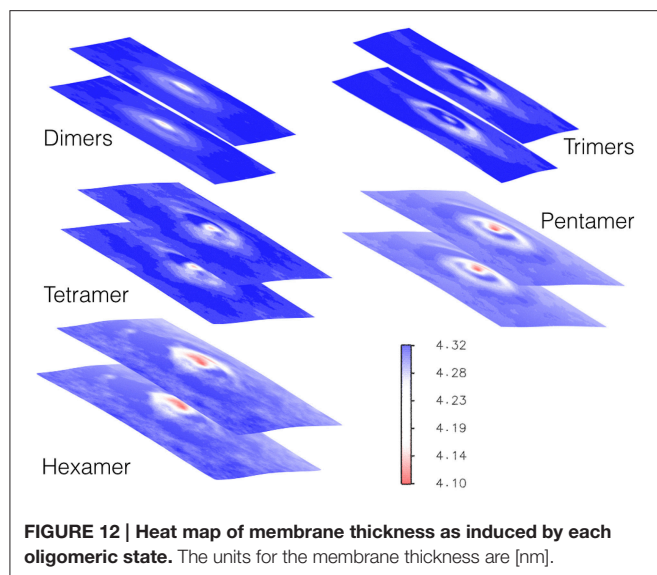 Dimers
Trimers
Tetramer
Pentamer
Hexamer
4.32
4.28
4.23
4.19
4.14
4.10
FIGURE 12 | Heat map of membrane thickness as induced by each
oligomeric state. The units for the membrane thickness are [nm].